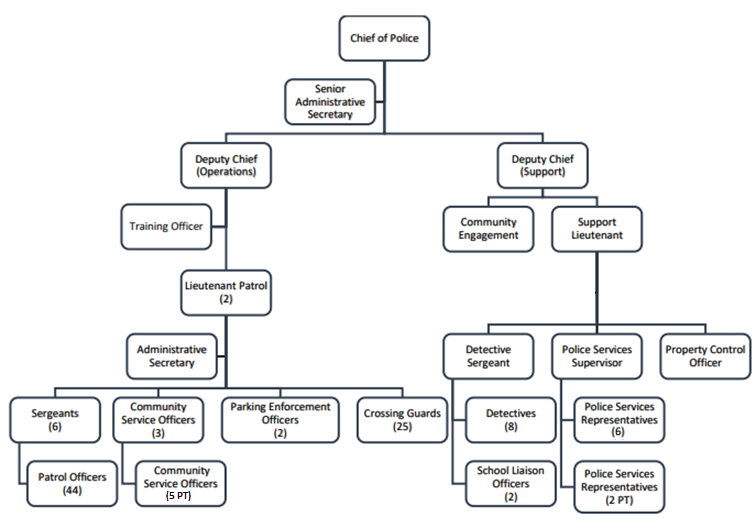 Chief of Police
Senior
Administrative
Secretary
Deputy Chief
(Operations)
Deputy Chief
(Support)
Training Officer
Community
Engagement
Support
Lieutenant
Lieutenant Patrol
(2)
Administrative
Secretary
Detective
Sergeant
Police Services
Supervisor
Property Control
Officer
Sergeants
(6)
Community
Service Officers
(3)
Parking Enforcement
Officers
(2)
Crossing Guards
(25)
Detectives
(8)
Police Services
Representatives
(6)
Patrol Officers
(44)
Community
Service Officers
(5 PT)
School Liaison
Officers
(2)
Police Services
Representatives
(2 PT)